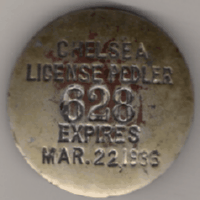 CHELSEA
LICENSE PEDLER
628
EXPIRES
MAR. 22 1936